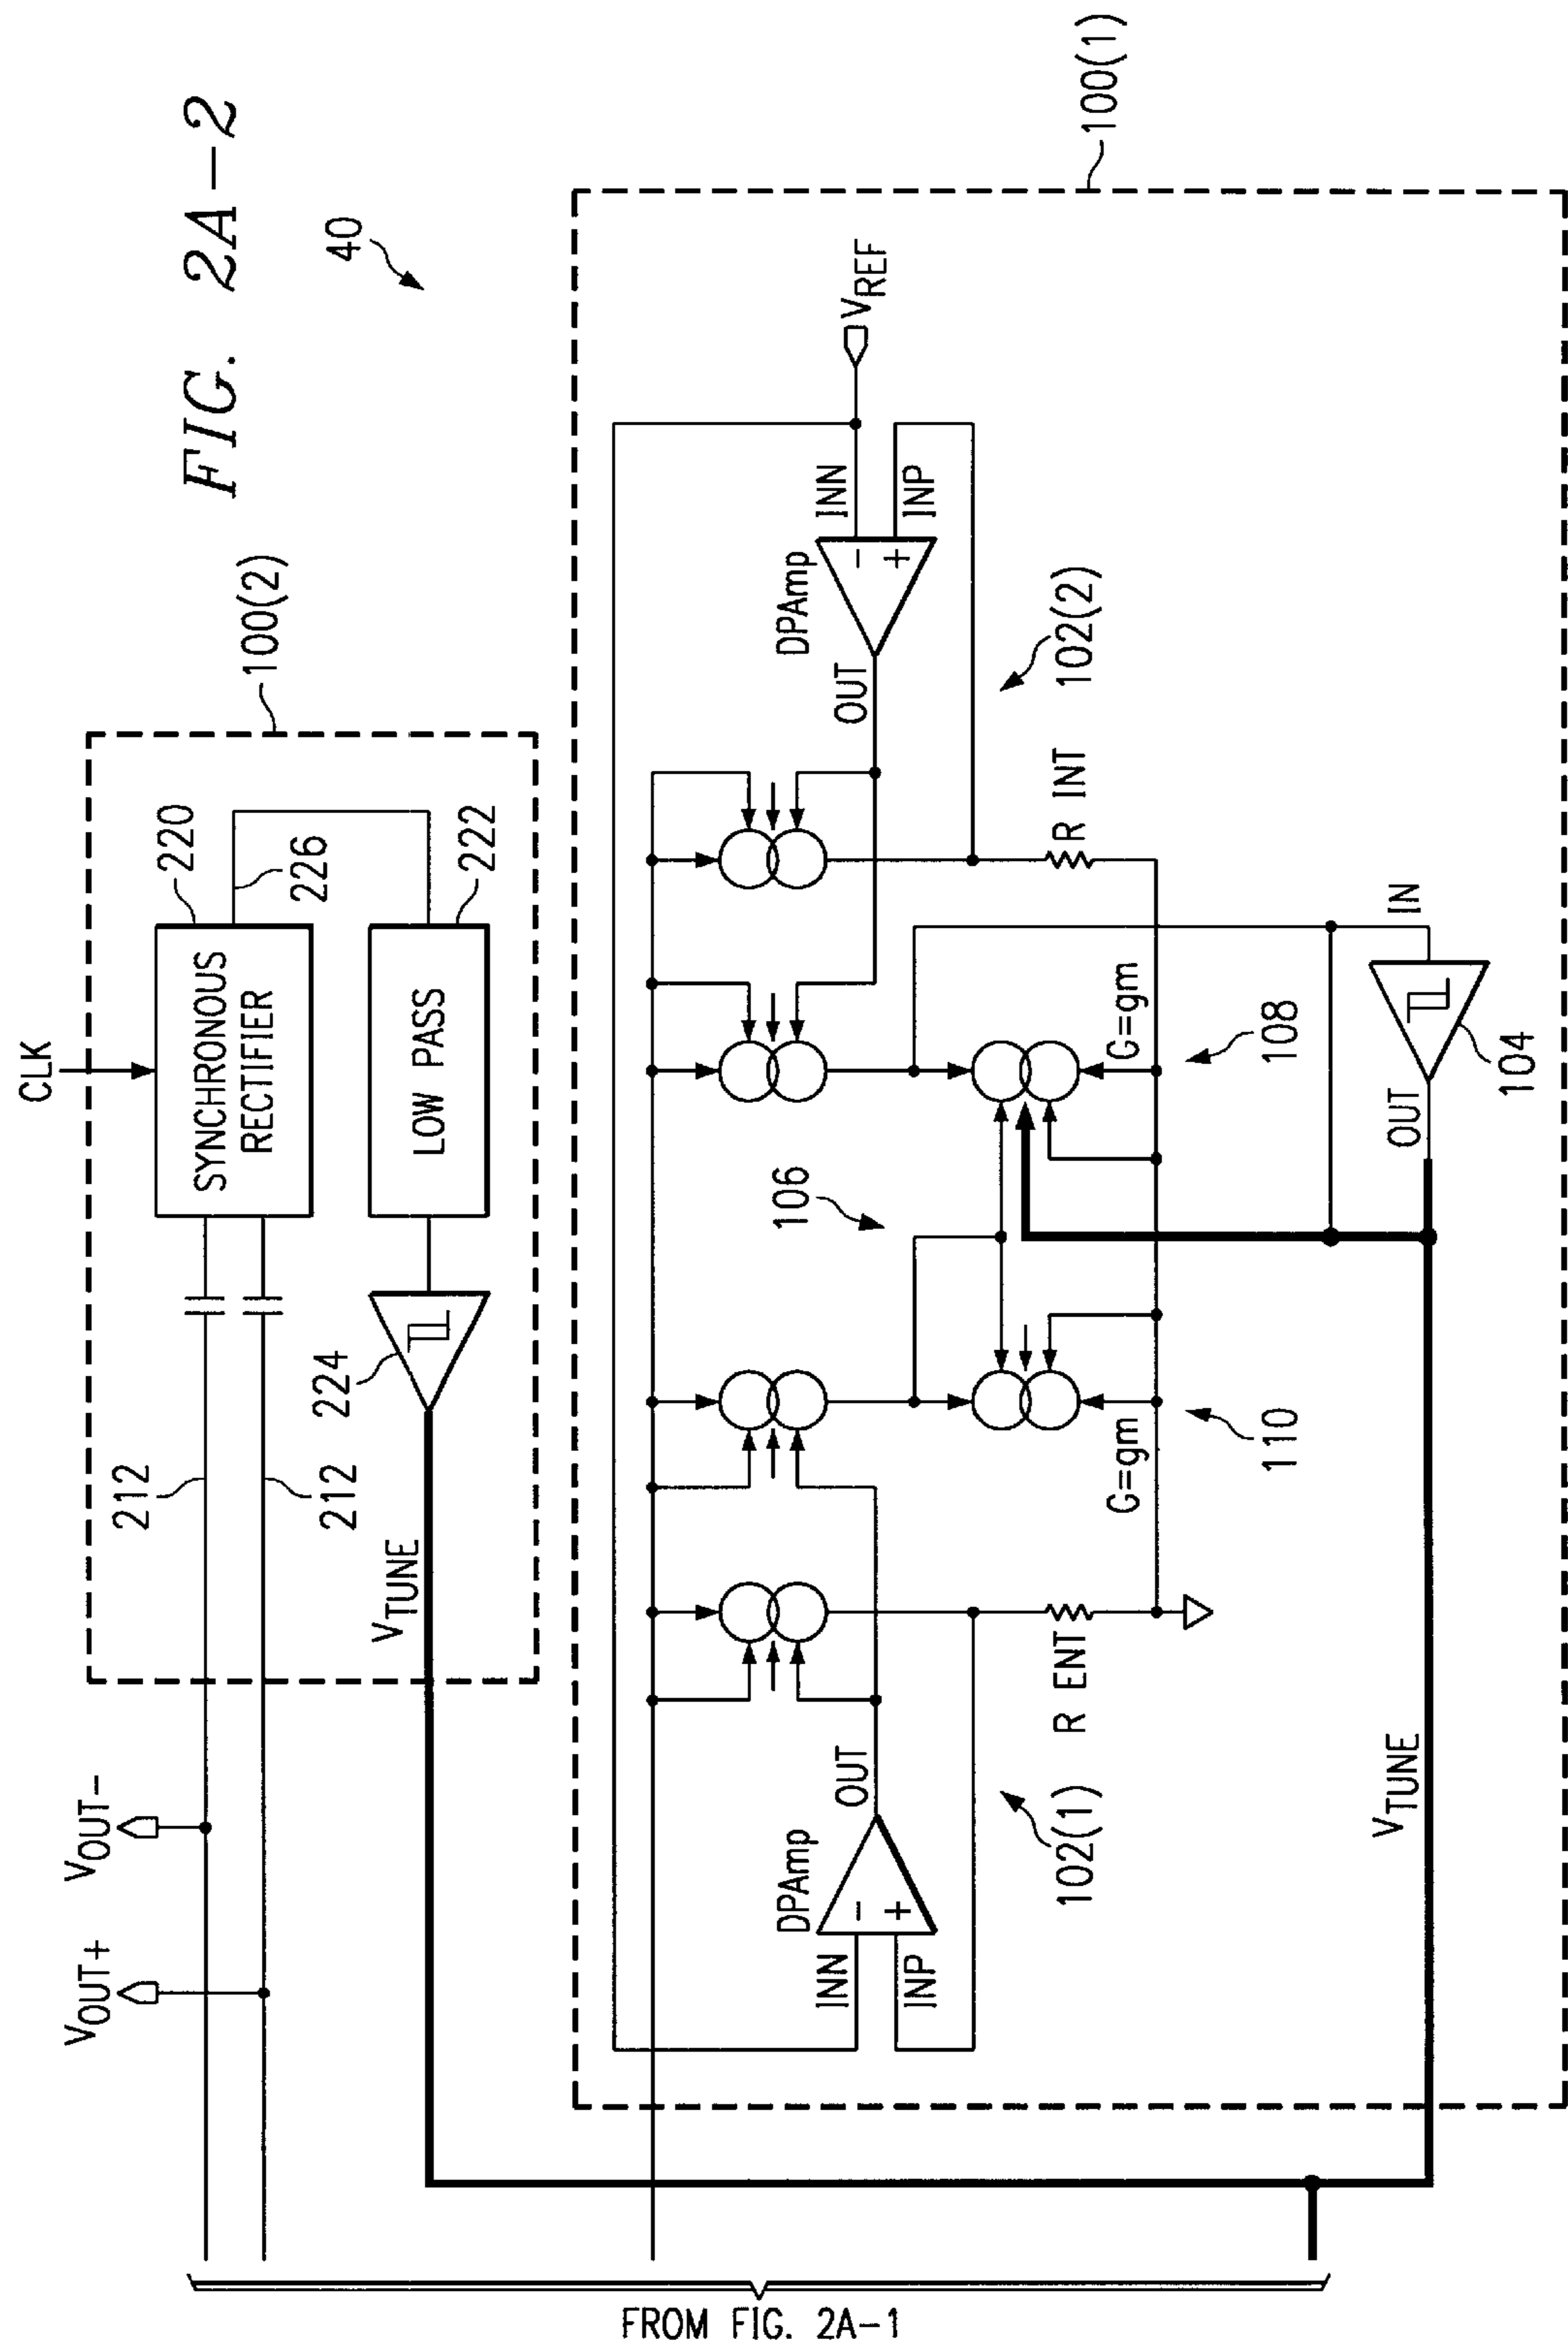 FIG. 2A-2
40
CLK
100(2)
SYNCHRONOUS
RECTIFIER
220
226
LOW PASS
222
224
212
212
VTUNE
VOUT-
VOUT+
100(1)
VREF
INN
INP
DPAmp
-
+
OUT
102(2)
R INT
IN
104
OUT
G=gm
108
106
G=gm
110
R ENT
102(1)
OUT
DPAmp
-
+
INN
INP
VTUNE
FROM FIG. 2A-1